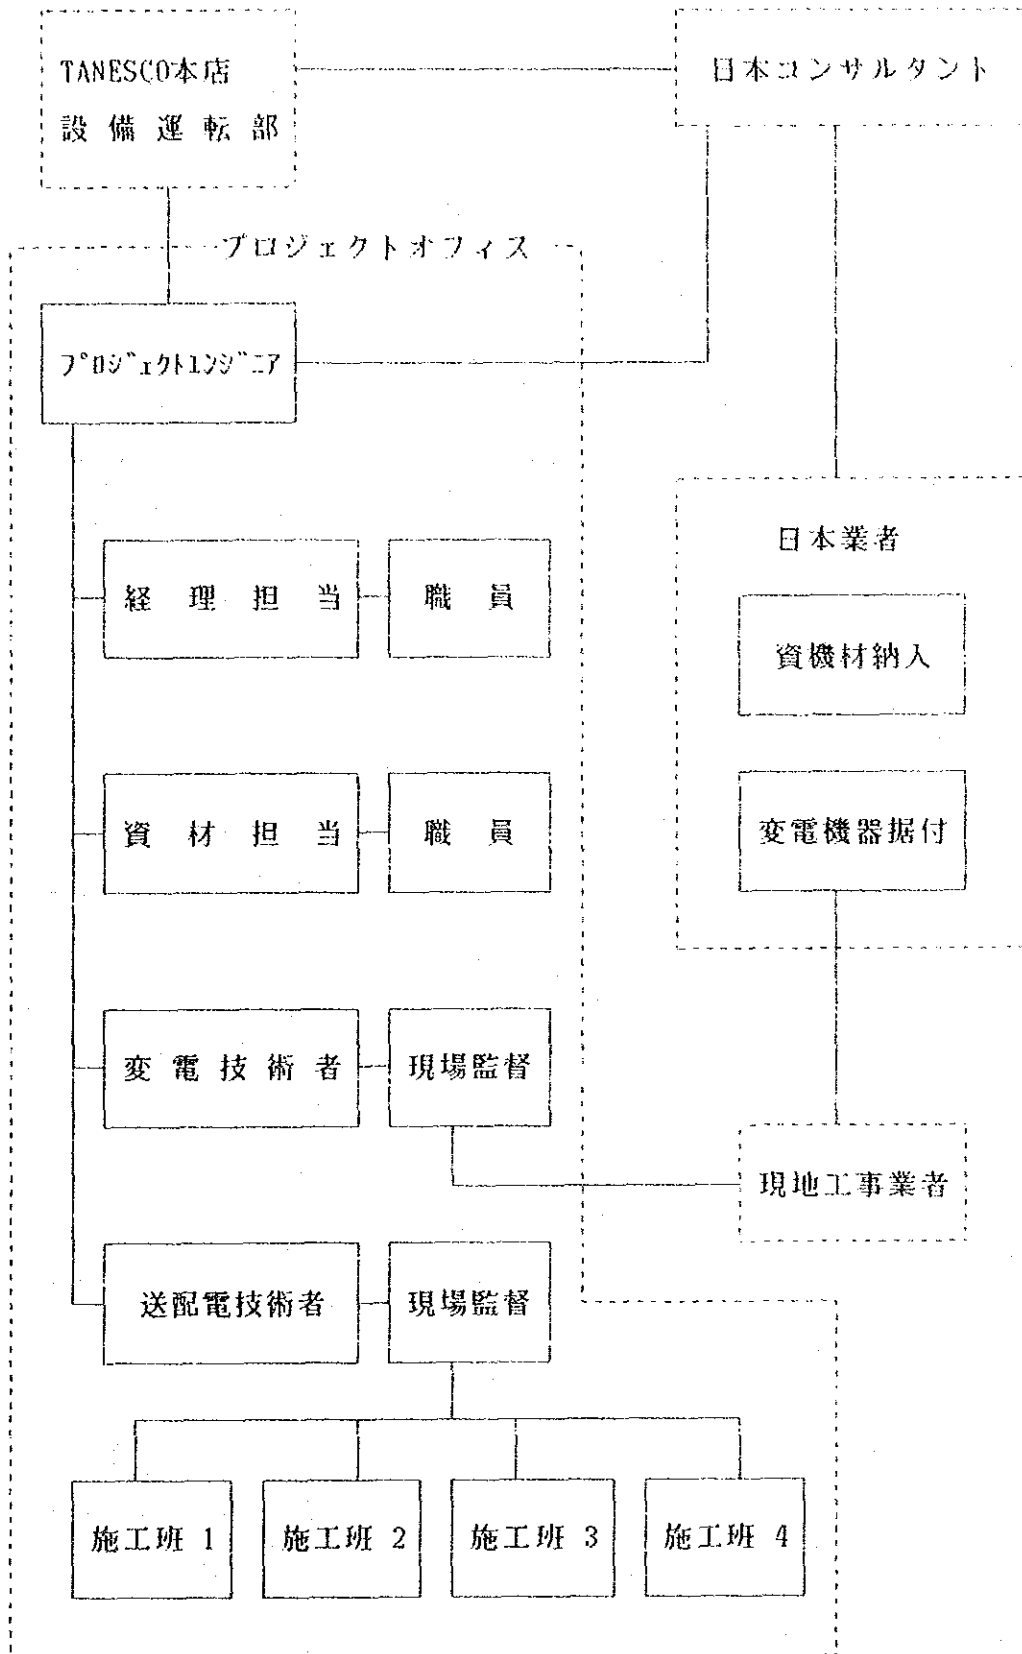 TANESCO本店
設備運転部
日本コンサルタント
プロジェクトオフィス
プロジェクトエンジニア
日本業者
経理担当
職員
資機材納入
資材担当
職員
変電機器据付
変電技術者
現場監督
現地工事業者
送配電技術者
現場監督
施工班 1
施工班 2
施工班 3
施工班 4